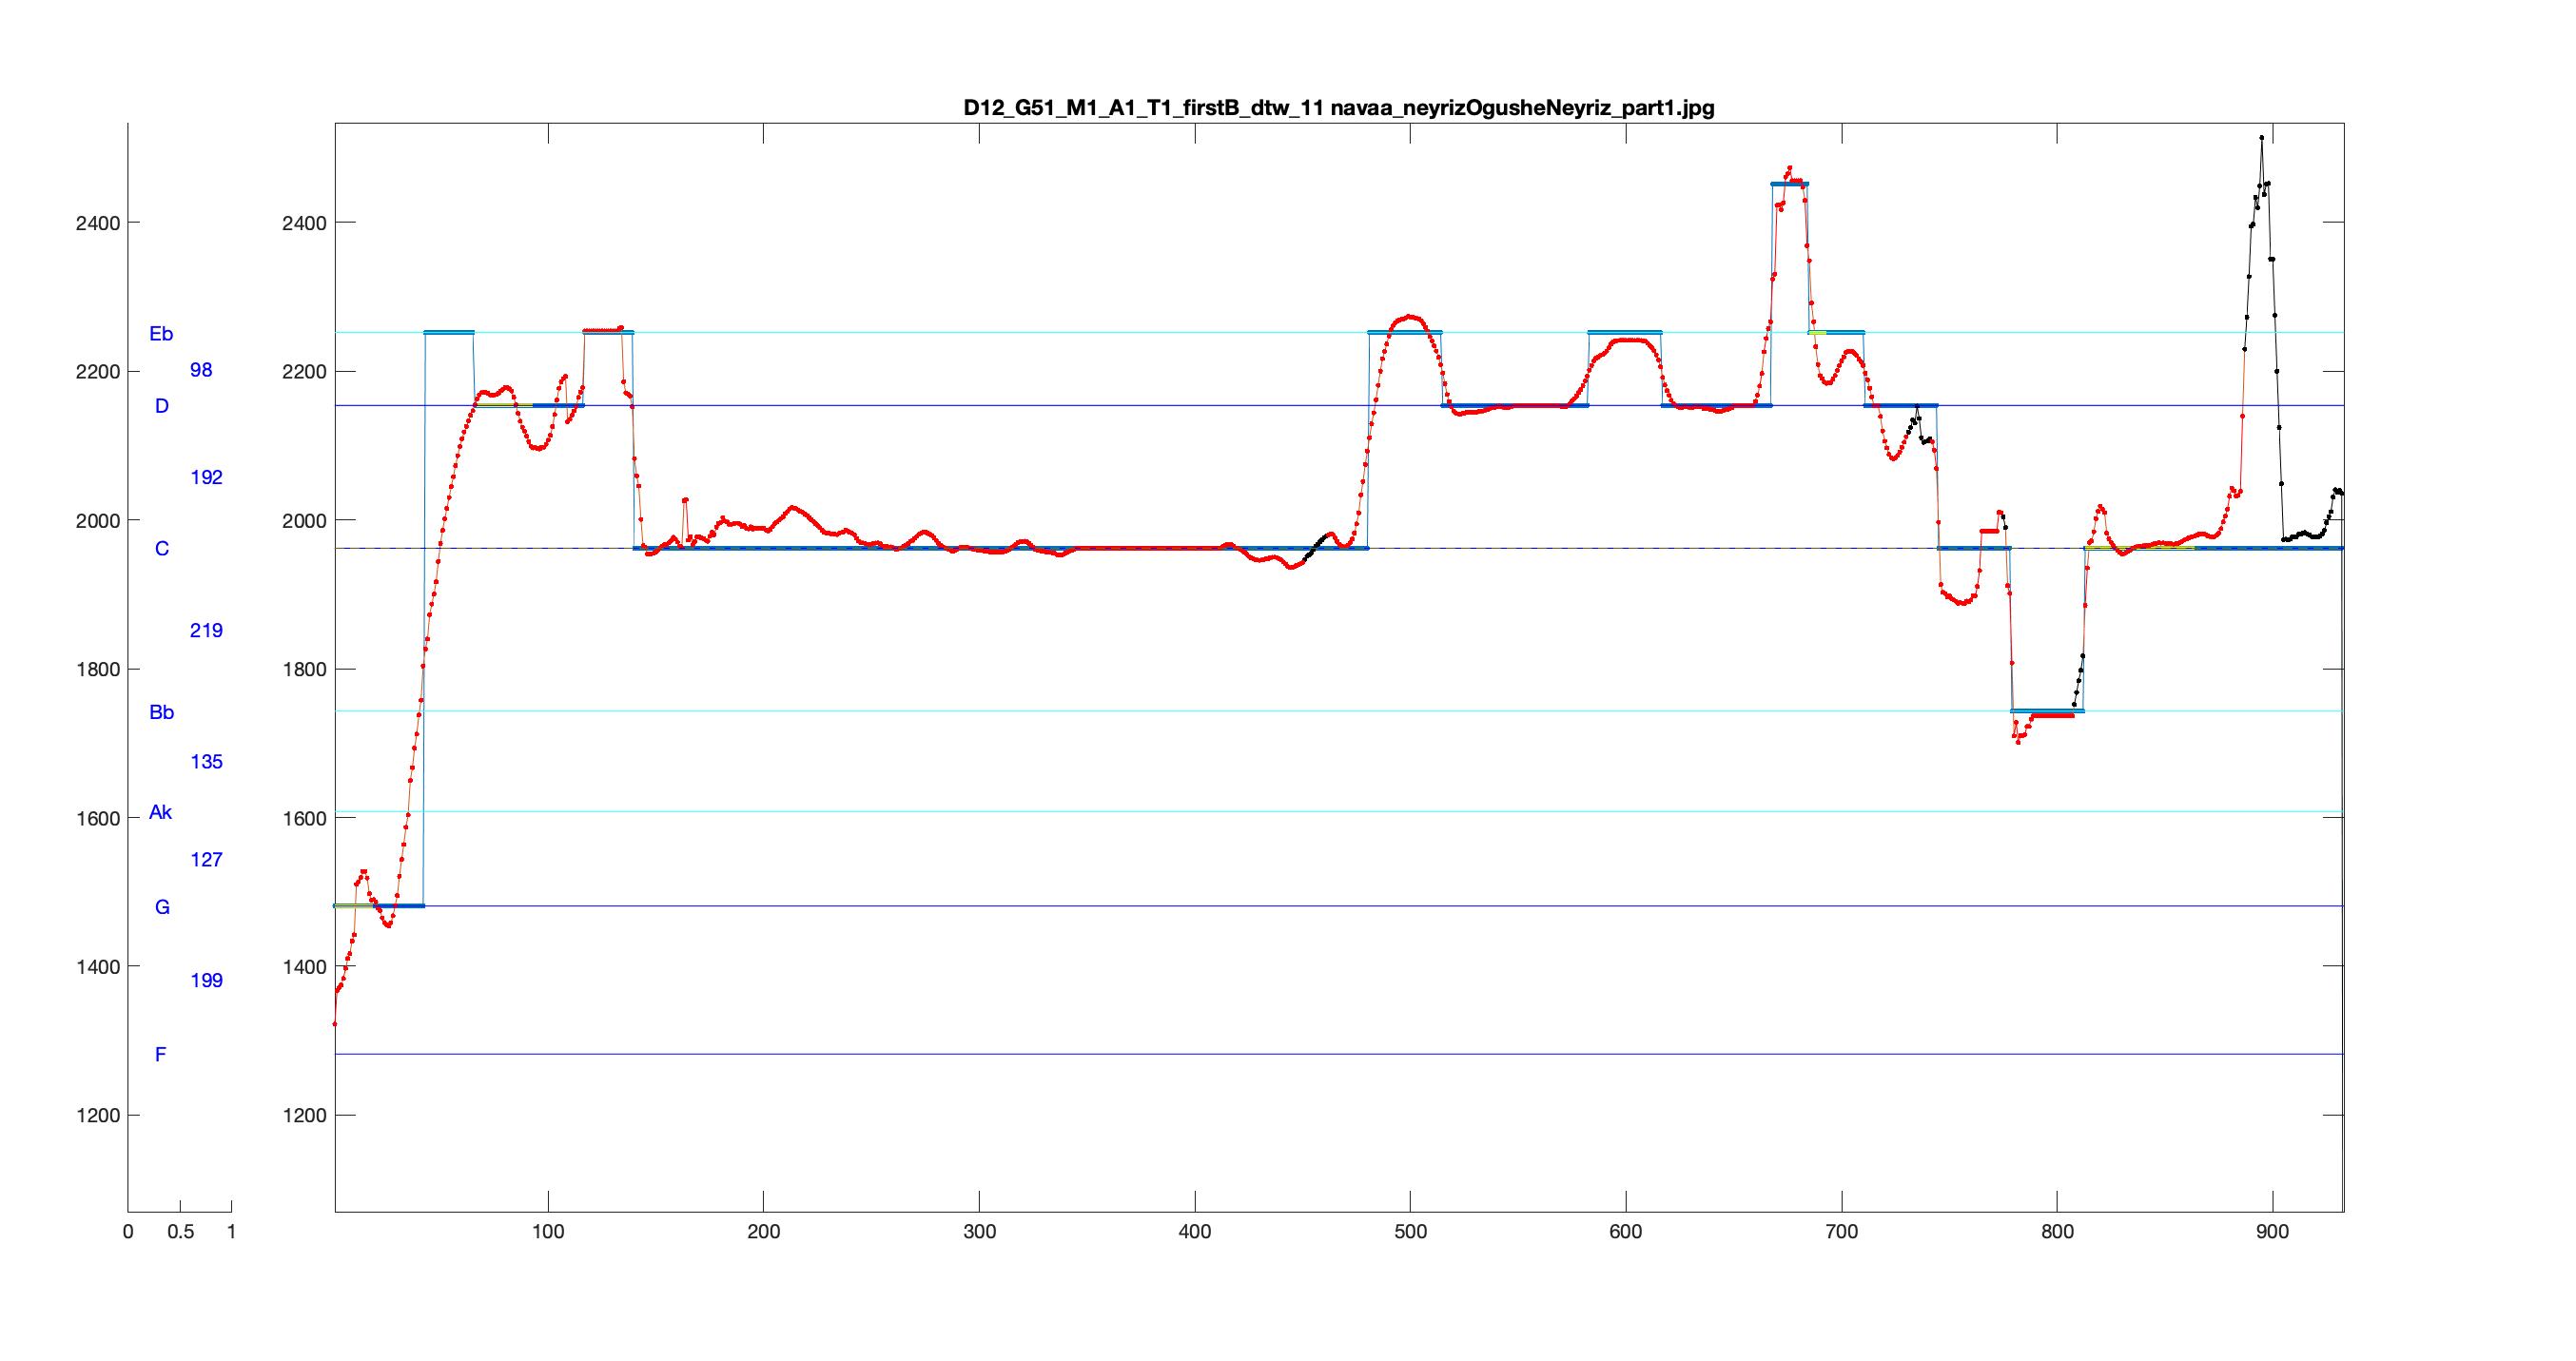 D12_G51_M1_A1_T1_firstB_dtw_11 navaa_neyrizOgusheNeyriz_part1.jpg
2400 2400
Eb
98
2200 2200
D
192
2000 2000
C
219
1800 1800
Bb
135
Ak
1600 1600
127
G
199
1400 1400
F
1200 1200
0 0.5 1 100 200 300 400 500 600 700 800 900